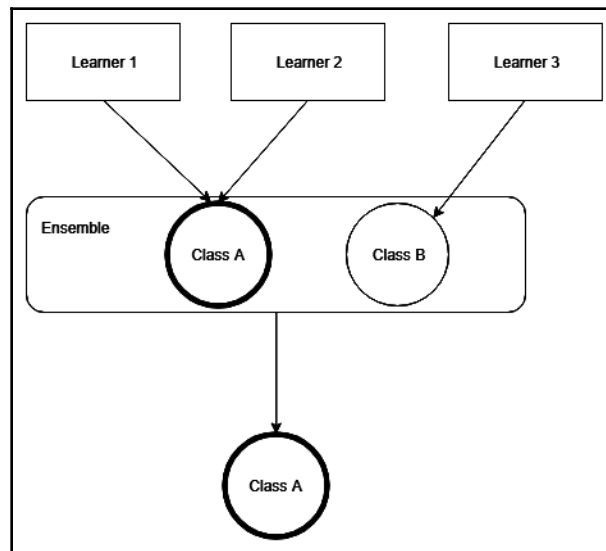 Learner 1
Learner 2
Learner 3
Ensemble
Class A
Class B
Class A